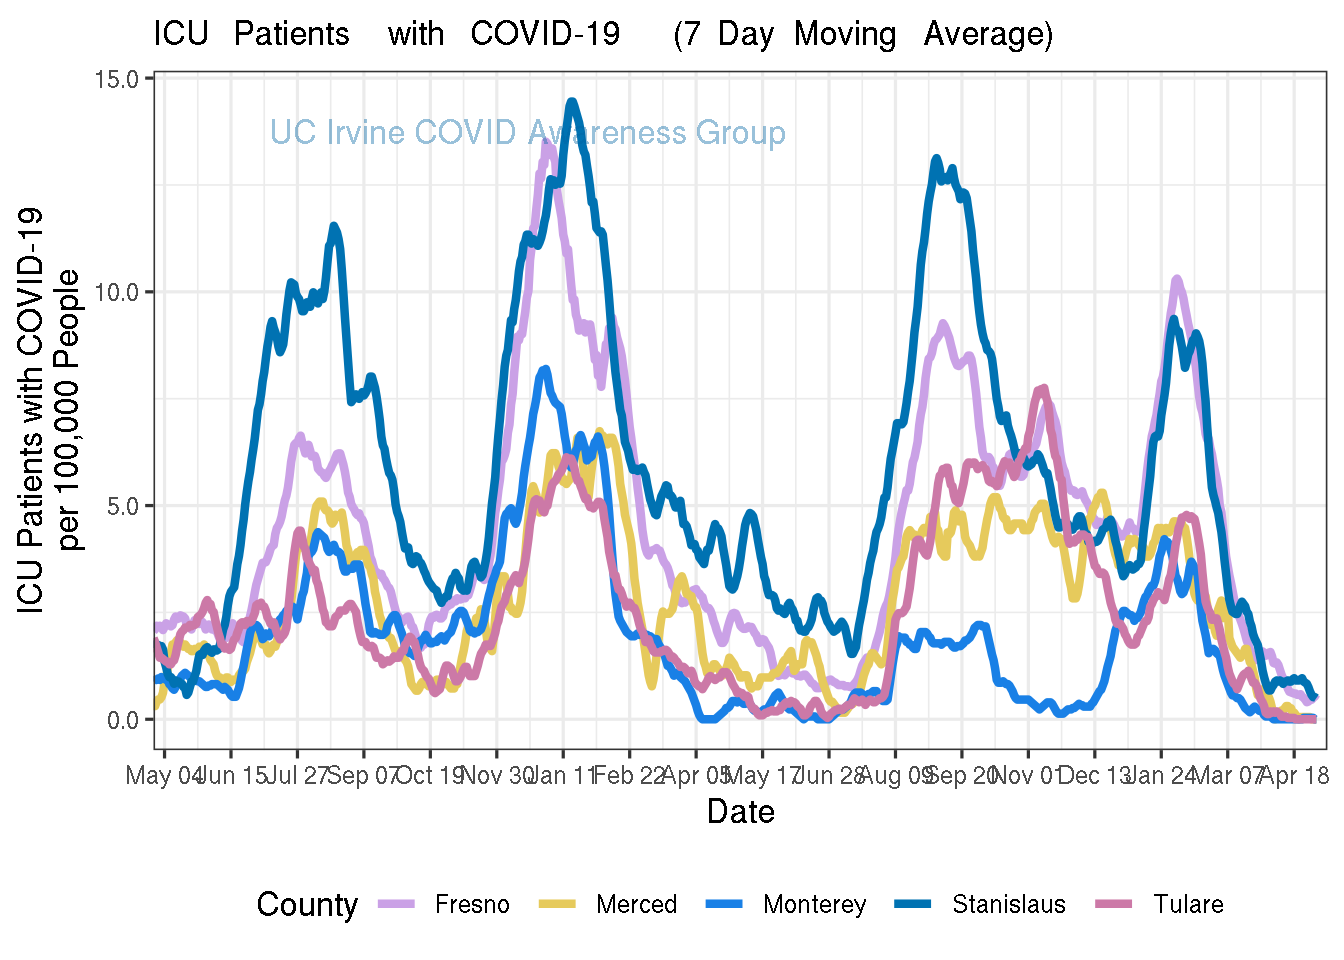 ICU Patients with COVID-19 (7 Day Moving Average)
UC Irvine COVID Awareness Group
ICU Patients with COVID-19
per 100,000 People
15.0
10.0
5.0
0.0
May 04 Jun 15 Jul 27 Sep 07 Oct 19 Nov 30 Jan 11 Feb 22 Apr 05 May 17 Jun 28 Aug 09 Sep 20 Nov 01 Dec 13 Jan 24 Mar 07 Apr 18
Date
County Fresno Merced Monterey Stanislaus Tulare